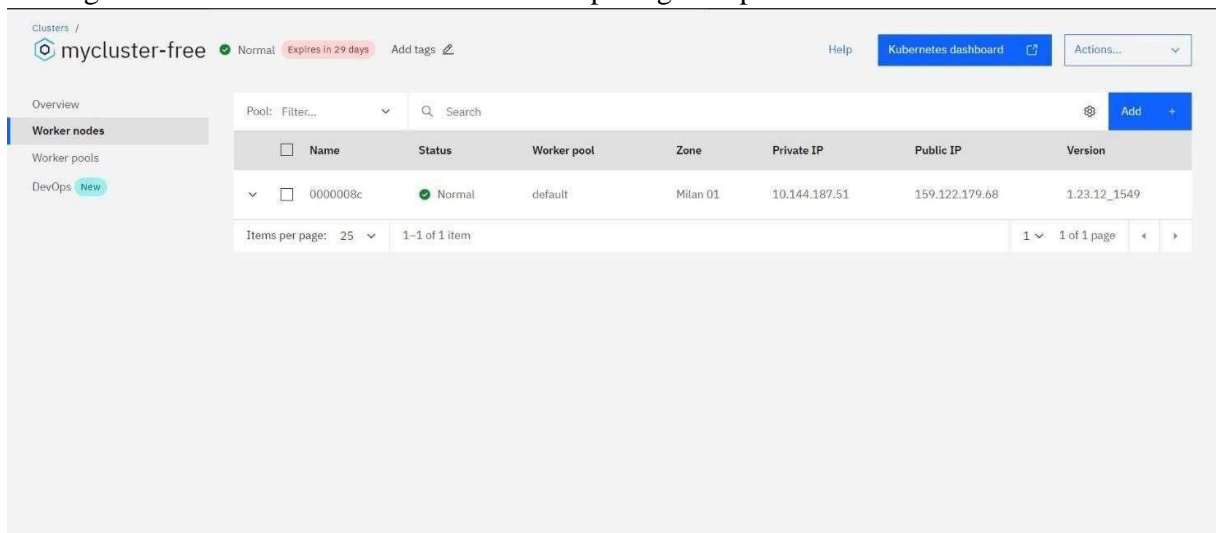 Clusters /
mycluster-free Normal Expires in 29 days Add tags Help Kubernetes dashboard Actions...
Overview
Worker nodes
Worker pools
DevOps New
Pool: Filter... Search Add +
Name Status Worker pool Zone Private IP Public IP Version
0000008c Normal default Milan 01 10.144.187.51 159.122.179.68 1.23.12_1549
Items per page: 25 1–1 of 1 item 1 1 of 1 page